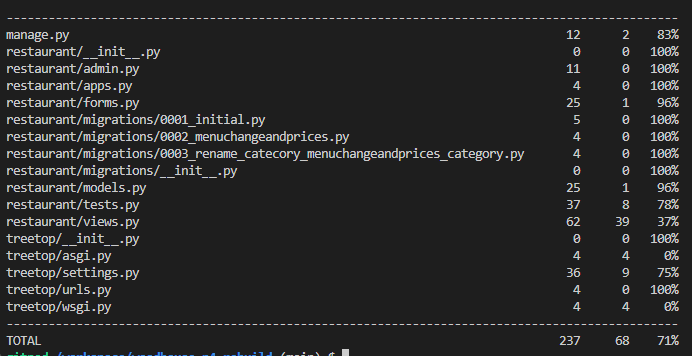 --------------------------------------------------------------------------------------
manage.py 12 2 83%
restaurant/__init__.py 0 0 100%
restaurant/admin.py 11 0 100%
restaurant/apps.py 4 0 100%
restaurant/forms.py 25 1 96%
restaurant/migrations/0001_initial.py 5 0 100%
restaurant/migrations/0002_menuchangeandprices.py 4 0 100%
restaurant/migrations/0003_rename_catecory_menuchangeandprices_category.py 4 0 100%
restaurant/migrations/__init__.py 0 0 100%
restaurant/models.py 25 1 96%
restaurant/tests.py 37 8 78%
restaurant/views.py 62 39 37%
treetop/__init__.py 0 0 100%
treetop/asgi.py 4 4 0%
treetop/settings.py 36 9 75%
treetop/urls.py 4 0 100%
treetop/wsgi.py 4 4 0%
--------------------------------------------------------------------------------------
TOTAL 237 68 71%
gitpod /workspace/ (main) $